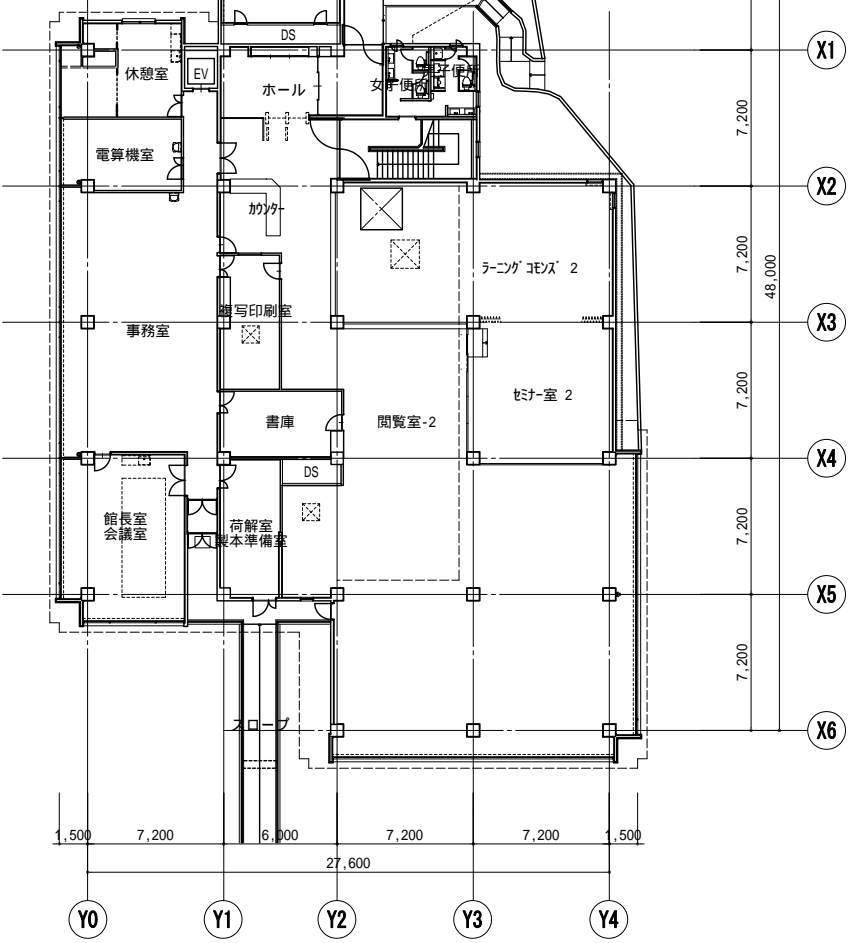 DS
X1
休憩室
EV
ホール
女子便所
男子便所
7,200
電算機室
X2
カウンター
ラーニングコモンズ 2
7,200
48,000
複写印刷室
X3
事務室
セミナー室 2
7,200
書庫
閲覧室-2
X4
DS
館長室
会議室
荷解室
製本準備室
7,200
X5
7,200
スロープ
X6
1,500
7,200
6,000
7,200
7,200
1,500
27,600
Y0
Y1
Y2
Y3
Y4